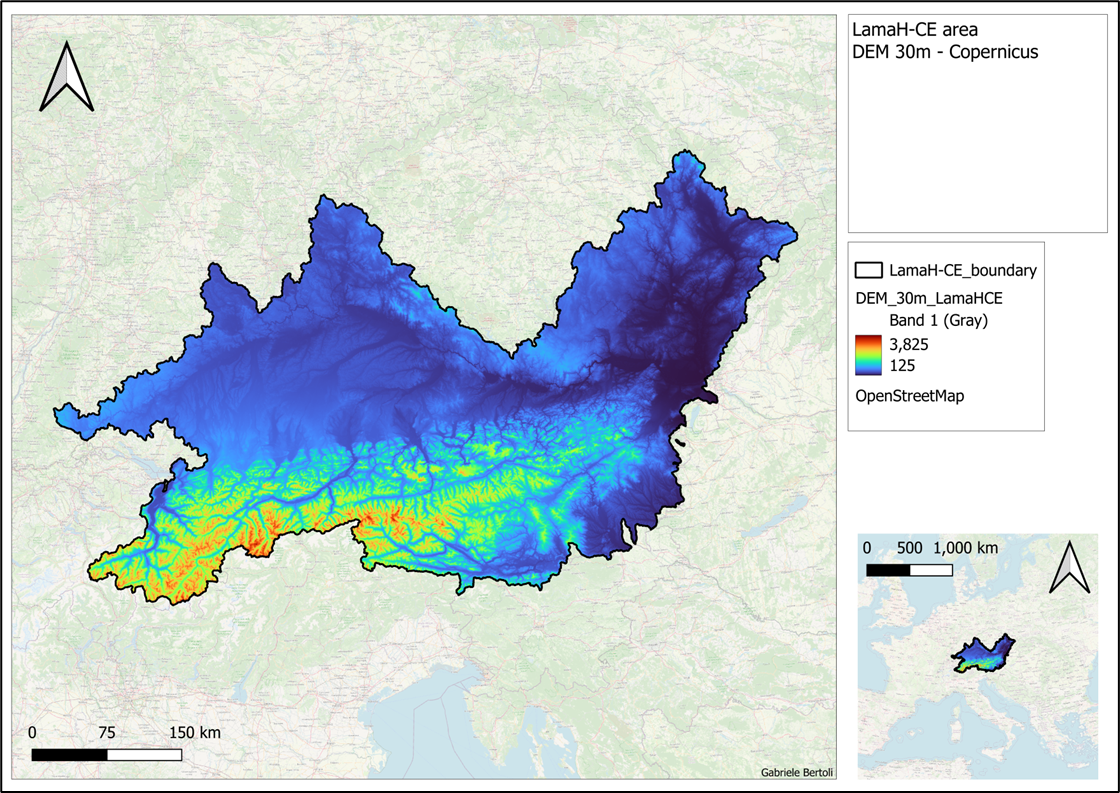 LamaH-CE area
DEM 30m - Copernicus
LamaH-CE_boundary
DEM_30m_LamaHCE
Band 1 (Gray)
3,825
125
OpenStreetMap
0 500 1,000 km
0 75 150 km
Gabriele Bertoli